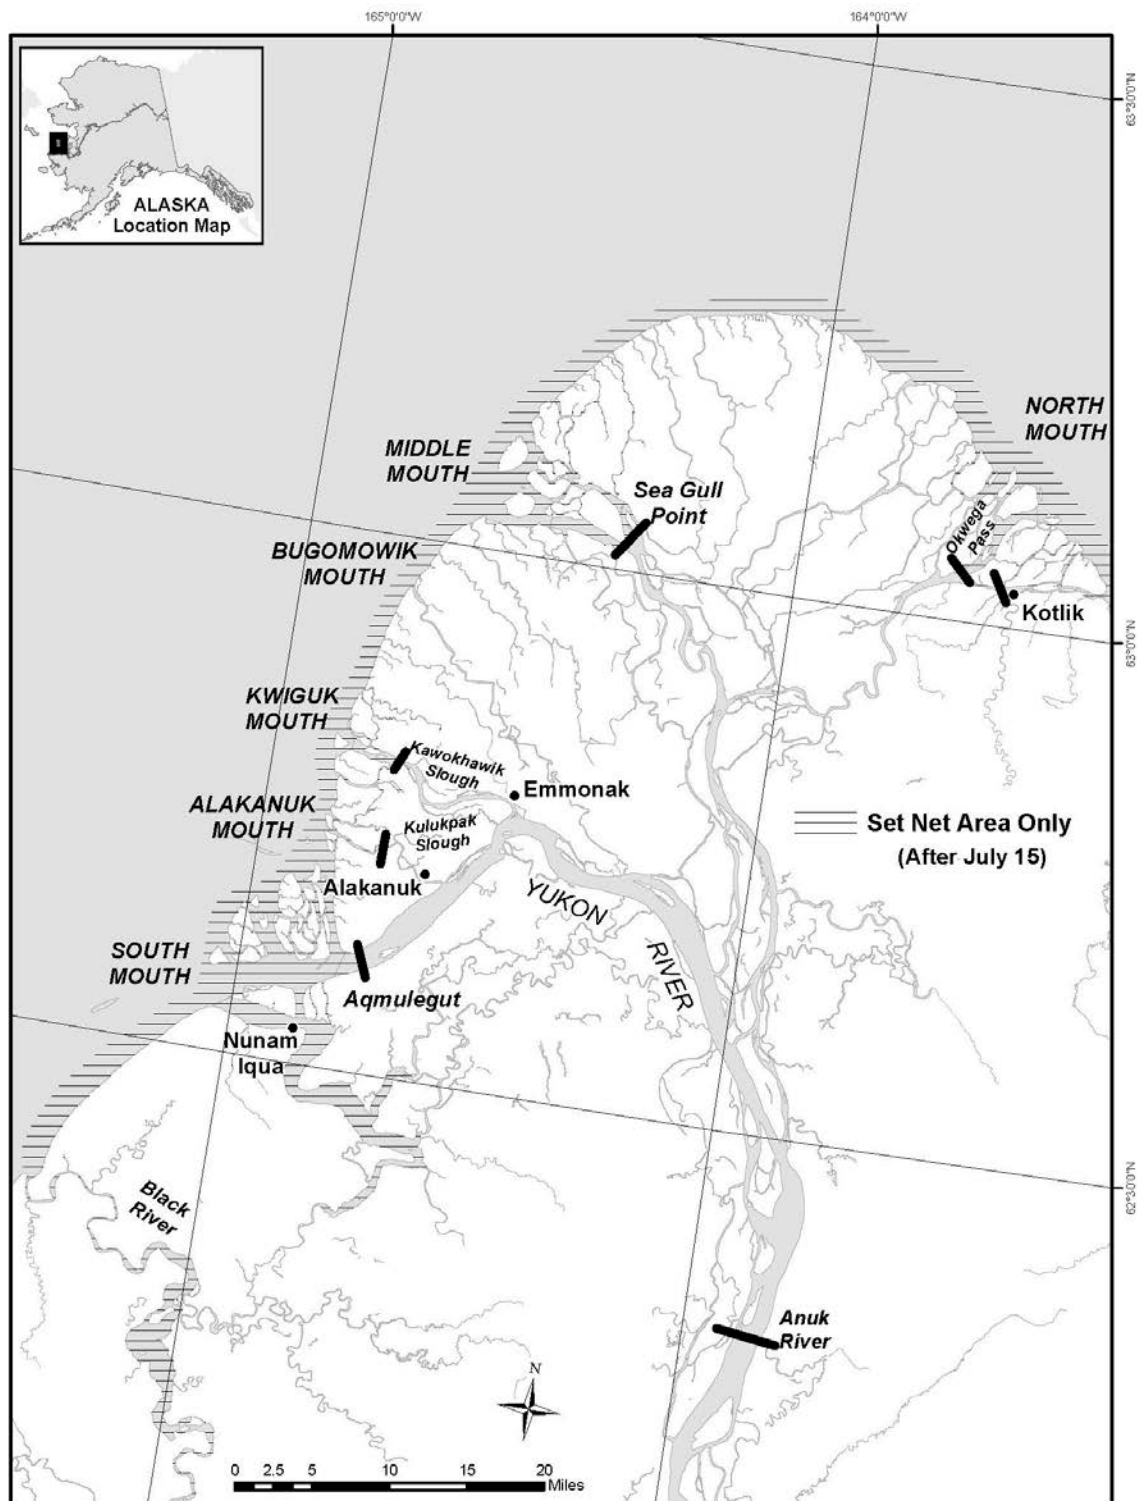 165°0'0"W
164°0'0"W
ALASKA
Location Map
63°30'N
NORTH
MOUTH
MIDDLE
MOUTH
Sea Gull
Point
Okwega
Pass
BUGOMOWIK
MOUTH
Kotlik
63°0'0"N
KWIGUK
MOUTH
Kawokhawik
Slough
Emmonak
ALAKANUK
MOUTH
Kulukpak
Slough
Set Net Area Only
(After July 15)
Alakanuk
YUKON
RIVER
SOUTH
MOUTH
Aqmulegut
Nunam
Iqua
62°30'N
Black
River
Anuk
River
N
0 2.5 5 10 15 20
Miles